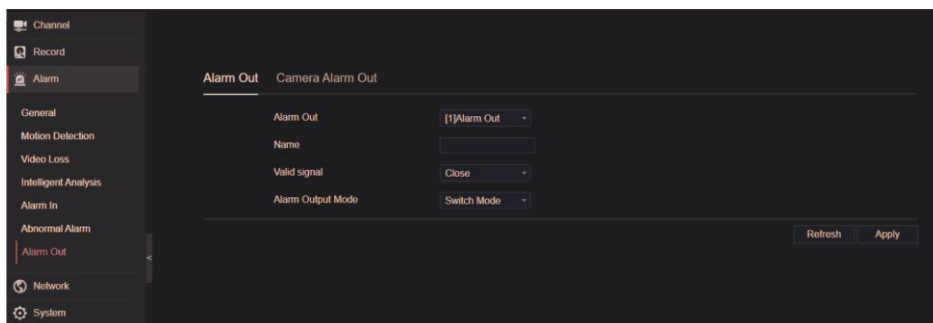 Channel
Record
Alarm
General
Motion Detection
Video Loss
Intelligent Analysis
Alarm In
Abnormal Alarm
Alarm Out
Network
System
Alarm Out Camera Alarm Out
Alarm Out [1]Alarm Out
Name
Valid signal Close
Alarm Output Mode Switch Mode
Refresh Apply
<